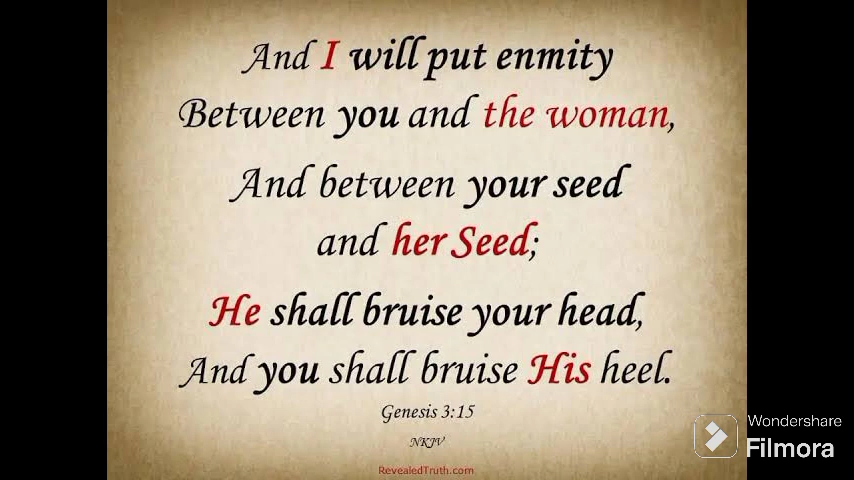 And I will put enmity
Between you and the woman,
And between your seed
and her Seed;
He shall bruise your head,
And you shall bruise His heel.
Genesis 3:15
NKJV
RevealedTruth.com
Wondershare
Filmora